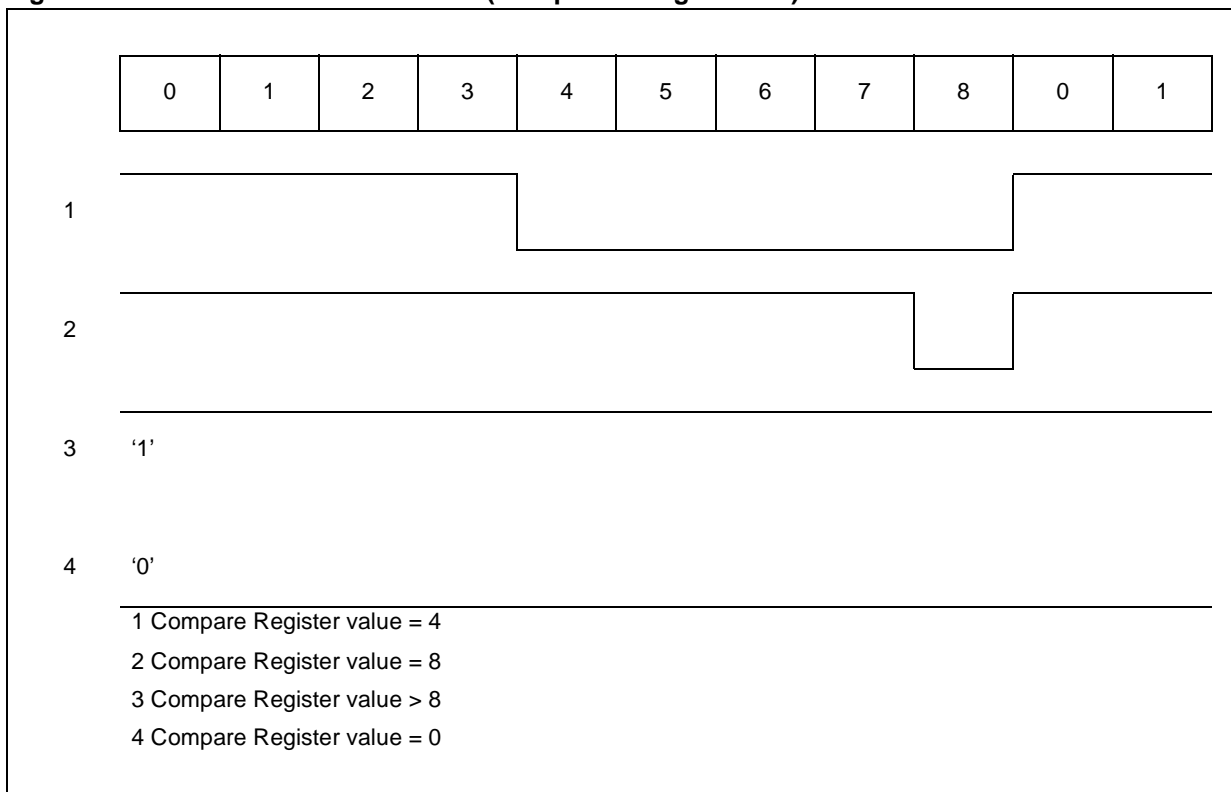 0 1 2 3 4 5 6 7 8 0 1
1
2
3 ‘1’
4 ‘0’
1 Compare Register value = 4
2 Compare Register value = 8
3 Compare Register value > 8
4 Compare Register value = 0